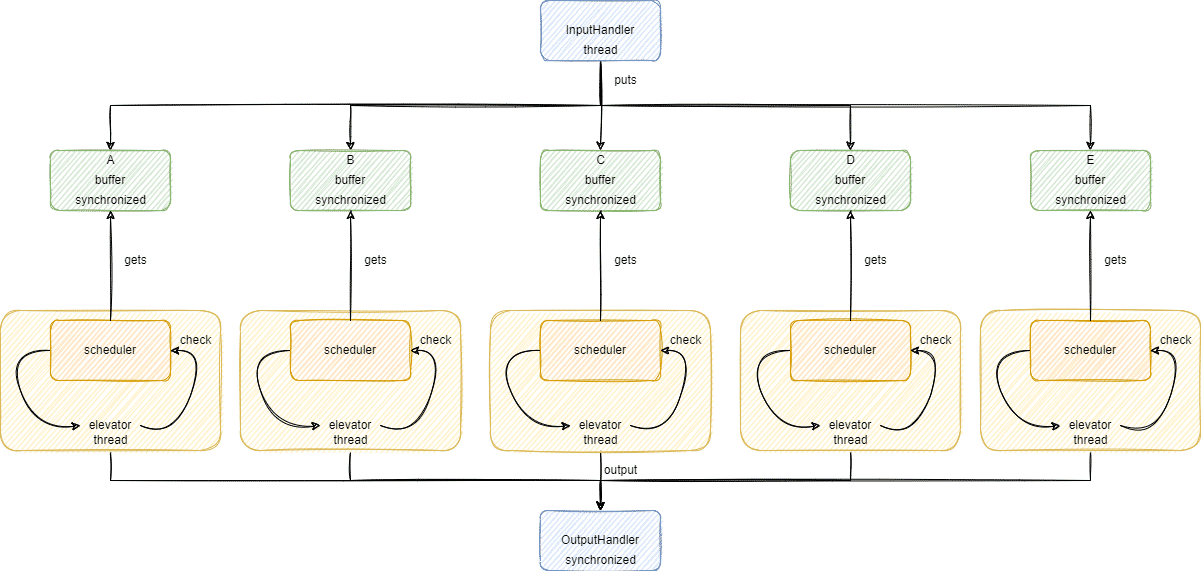 InputHandler
thread
puts
A
buffer
synchronized
B
buffer
synchronized
C
buffer
synchronized
D
buffer
synchronized
E
buffer
synchronized
gets
gets
gets
gets
gets
scheduler
check
elevator
thread
scheduler
check
elevator
thread
scheduler
check
elevator
thread
scheduler
check
elevator
thread
scheduler
check
elevator
thread
output
OutputHandler
synchronized